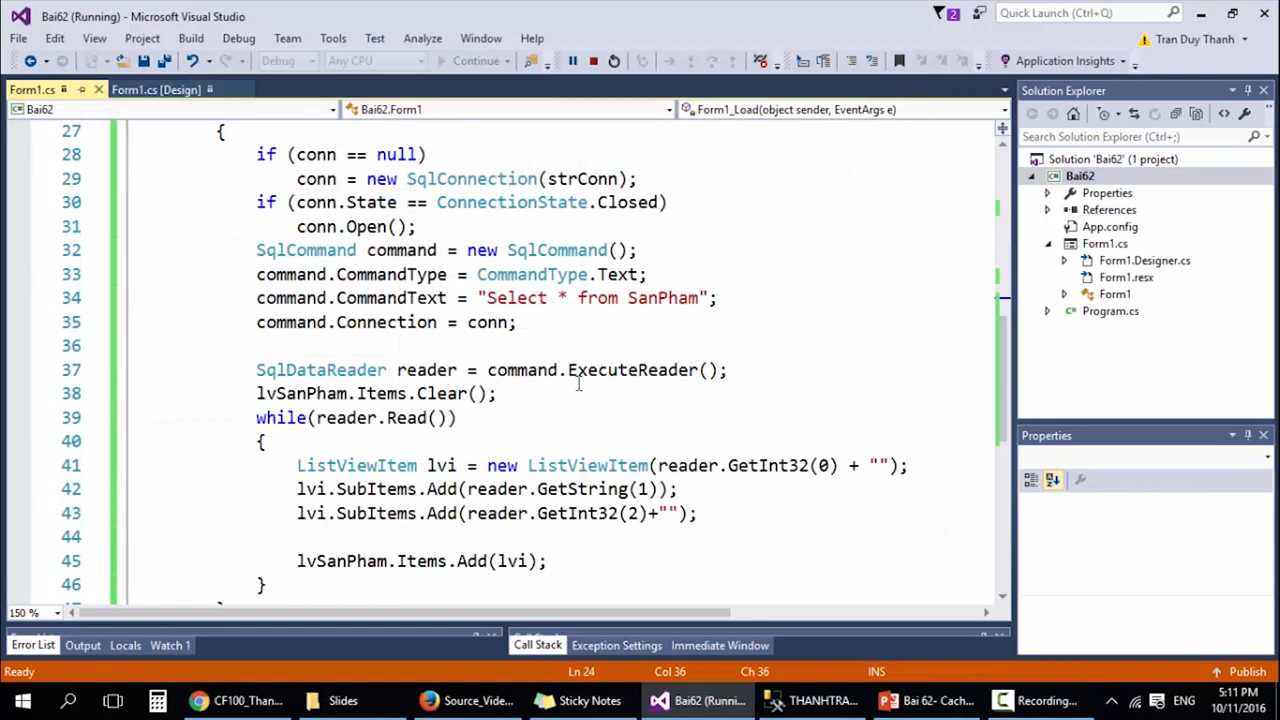 Bai62 (Running) - Microsoft Visual Studio
2
Quick Launch (Ctrl+Q)
File Edit View Project Build Debug Team Tools Test Analyze Window Help
Tran Duy Thanh
Debug Any CPU Continue Application Insights
Form1.cs Form1.cs [Design]
Bai62 Bai62.Form1 Form1_Load(object sender, EventArgs e)
27 {
28 if (conn == null)
29 conn = new SqlConnection(strConn);
30 if (conn.State == ConnectionState.Closed)
31 conn.Open();
32 SqlCommand command = new SqlCommand();
33 command.CommandType = CommandType.Text;
34 command.CommandText = "Select * from SanPham";
35 command.Connection = conn;
36
37 SqlDataReader reader = command.ExecuteReader();
38 lvSanPham.Items.Clear();
39 while(reader.Read())
40 {
41 ListViewItem lvi = new ListViewItem(reader.GetInt32(0) + "");
42 lvi.SubItems.Add(reader.GetString(1));
43 lvi.SubItems.Add(reader.GetInt32(2)+"");
44
45 lvSanPham.Items.Add(lvi);
46 }
150 %
Solution Explorer
Search Solution Explorer (Ctrl+;)
Solution 'Bai62' (1 project)
Bai62
Properties
References
App.config
Form1.cs
Form1.Designer.cs
Form1.resx
Form1
Program.cs
Properties
Error List Output Locals Watch 1 Call Stack Exception Settings Immediate Window
Ready Ln 24 Col 36 Ch 36 INS Publish
CF100_Than... Slides Source_Vide... Sticky Notes Bai62 (Runni... THANHTRA... Bai 62- Cach... Recording... ENG
5:11 PM
10/11/2016